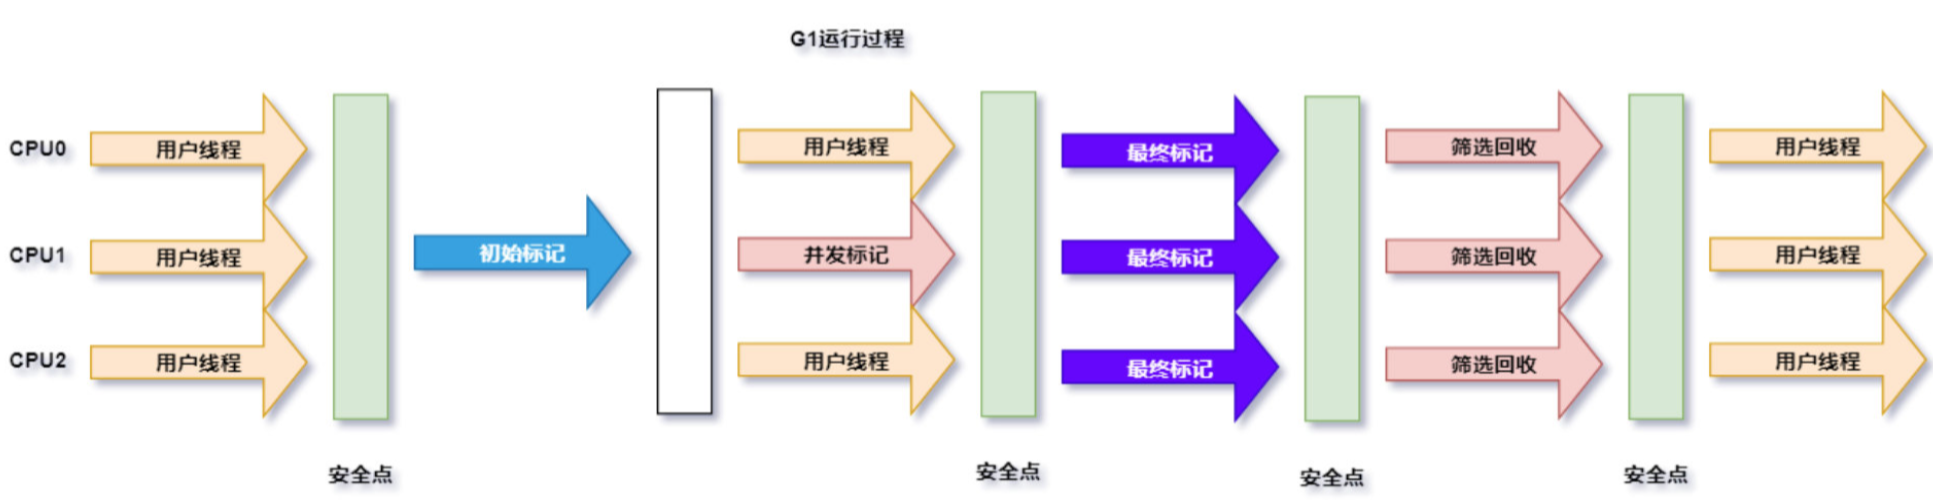 G1运行过程
CPU0 用户线程 用户线程 最终标记 筛选回收 用户线程
CPU1 用户线程 初始标记 并发标记 最终标记 筛选回收 用户线程
CPU2 用户线程 用户线程 最终标记 筛选回收 用户线程
安全点 安全点 安全点 安全点